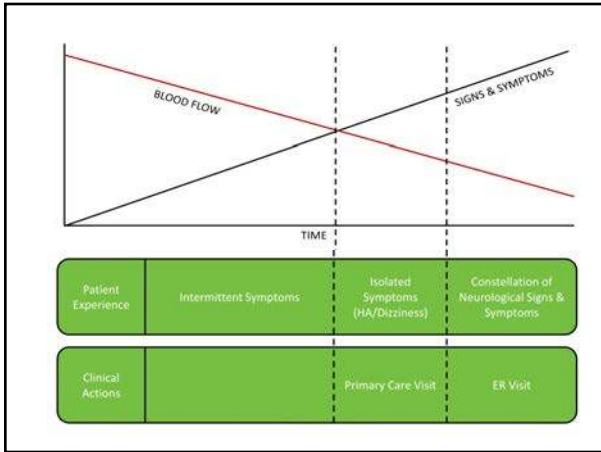 BLOOD FLOW
SIGNS & SYMPTOMS
TIME
Patient
Experience
Intermittent Symptoms
Isolated
Symptoms
(HA/Dizziness)
Constellation of
Neurological Signs &
Symptoms
Clinical
Actions
Primary Care Visit
ER Visit